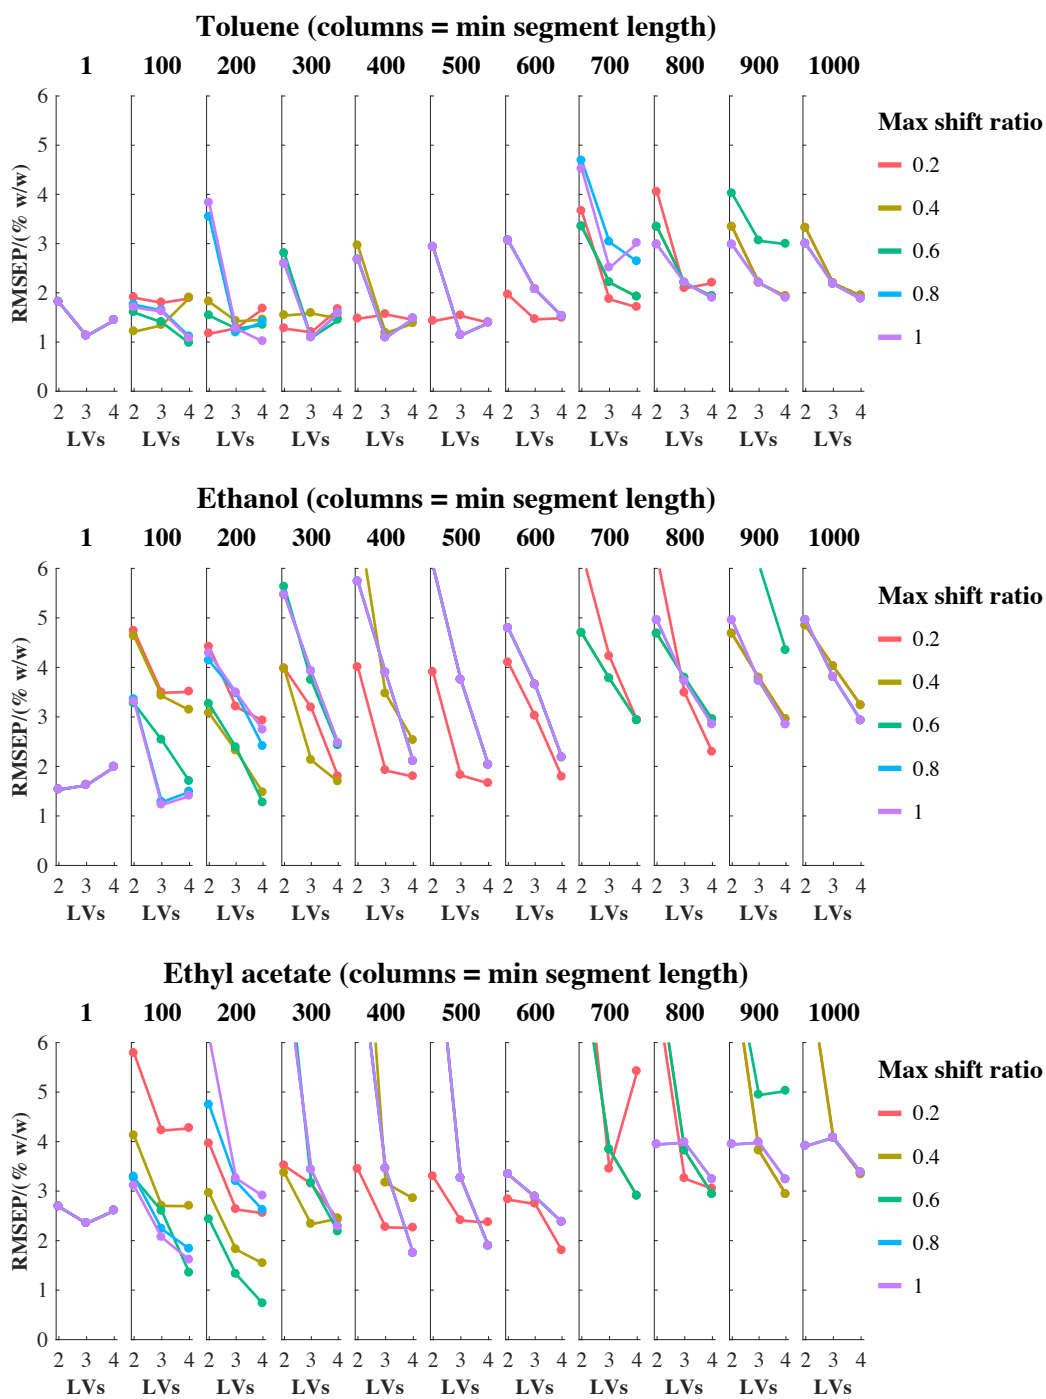 Toluene (columns = min segment length)
1 100 200 300 400 500 600 700 800 900 1000
RMSEP/(% w/w)
6
5
4
3
2
1
0
2 3 4 2 3 4 2 3 4 2 3 4 2 3 4 2 3 4 2 3 4 2 3 4 2 3 4 2 3 4 2 3 4
LVs LVs LVs LVs LVs LVs LVs LVs LVs LVs LVs
Max shift ratio
0.2
0.4
0.6
0.8
1
Ethanol (columns = min segment length)
1 100 200 300 400 500 600 700 800 900 1000
RMSEP/(% w/w)
6
5
4
3
2
1
0
2 3 4 2 3 4 2 3 4 2 3 4 2 3 4 2 3 4 2 3 4 2 3 4 2 3 4 2 3 4 2 3 4
LVs LVs LVs LVs LVs LVs LVs LVs LVs LVs LVs
Max shift ratio
0.2
0.4
0.6
0.8
1
Ethyl acetate (columns = min segment length)
1 100 200 300 400 500 600 700 800 900 1000
RMSEP/(% w/w)
6
5
4
3
2
1
0
2 3 4 2 3 4 2 3 4 2 3 4 2 3 4 2 3 4 2 3 4 2 3 4 2 3 4 2 3 4 2 3 4
LVs LVs LVs LVs LVs LVs LVs LVs LVs LVs LVs
Max shift ratio
0.2
0.4
0.6
0.8
1